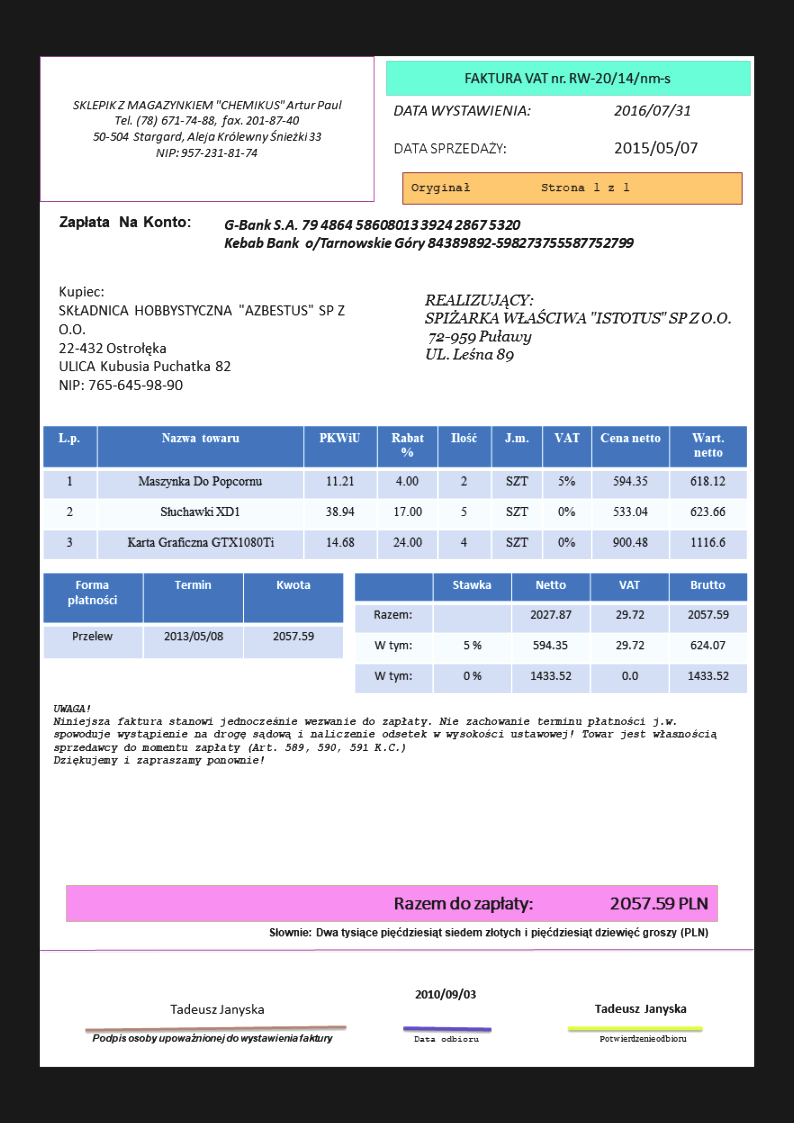 SKLEPIK Z MAGAZYNKIEM "CHEMIKUS" Artur Paul
Tel. (78) 671-74-88, fax. 201-87-40
50-504 Stargard, Aleja Królewny Śnieżki 33
NIP: 957-231-81-74
FAKTURA VAT nr. RW-20/14/nm-s
DATA WYSTAWIENIA: 2016/07/31
DATA SPRZEDAŻY: 2015/05/07
Oryginał Strona 1 z 1
Zapłata Na Konto: G-Bank S.A. 79 4864 58608013 3924 2867 5320
Kebab Bank o/Tarnowskie Góry 84389892-598273755587752799
Kupiec:
SKŁADNICA HOBBYSTYCZNA "AZBESTUS" SP Z
O.O.
22-432 Ostrołęka
ULICA Kubusia Puchatka 82
NIP: 765-645-98-90
REALIZUJĄCY:
SPIŻARKA WŁAŚCIWA "ISTOTUS" SP Z O.O.
72-959 Puławy
UL. Leśna 89
L.p. Nazwa towaru PKWiU Rabat % Ilość J.m. VAT Cena netto Wart. netto
1 Maszynka Do Popcornu 11.21 4.00 2 SZT 5% 594.35 618.12
2 Słuchawki XD1 38.94 17.00 5 SZT 0% 533.04 623.66
3 Karta Graficzna GTX1080Ti 14.68 24.00 4 SZT 0% 900.48 1116.6
Forma płatności Termin Kwota
Przelew 2013/05/08 2057.59
Stawka Netto VAT Brutto
Razem: 2027.87 29.72 2057.59
W tym: 5 % 594.35 29.72 624.07
W tym: 0 % 1433.52 0.0 1433.52
UWAGA!
Niniejsza faktura stanowi jednocześnie wezwanie do zapłaty. Nie zachowanie terminu płatności j.w.
spowoduje wystąpienie na drogę sądową i naliczenie odsetek w wysokości ustawowej! Towar jest własnością
sprzedawcy do momentu zapłaty (Art. 589, 590, 591 K.C.)
Dziękujemy i zapraszamy ponownie!
Razem do zapłaty: 2057.59 PLN
Słownie: Dwa tysiące pięćdziesiąt siedem złotych i pięćdziesiąt dziewięć groszy (PLN)
Tadeusz Janyska
Podpis osoby upoważnionej do wystawienia faktury
2010/09/03
Data odbioru
Tadeusz Janyska
Potwierdzenie odbioru